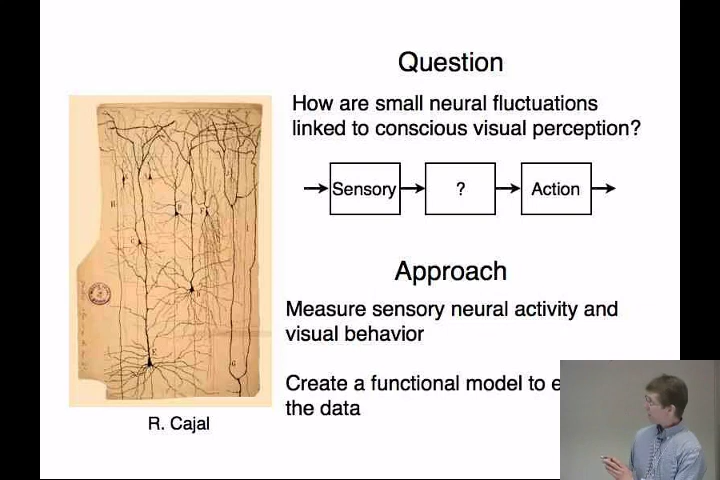 Question
How are small neural fluctuations
linked to conscious visual perception?
Sensory
?
Action
Approach
Measure sensory neural activity and
visual behavior
Create a functional model to e
the data
R. Cajal